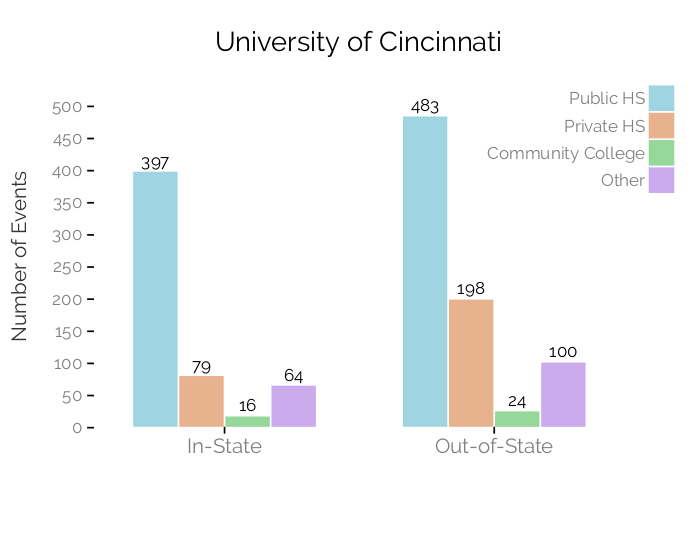 University of Cincinnati
Number of Events
500
450
400
350
300
250
200
150
100
50
0
397
79
16
64
483
198
24
100
In-State
Out-of-State
Public HS
Private HS
Community College
Other